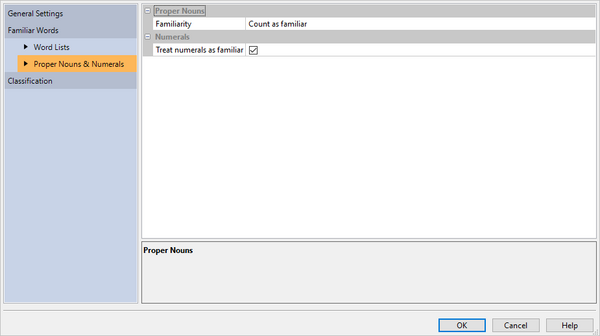 General Settings
Familiar Words
Word Lists
Proper Nouns & Numerals
Classification
Proper Nouns
Familiarity Count as familiar
Numerals
Treat numerals as familiar
Proper Nouns
OK Cancel Help